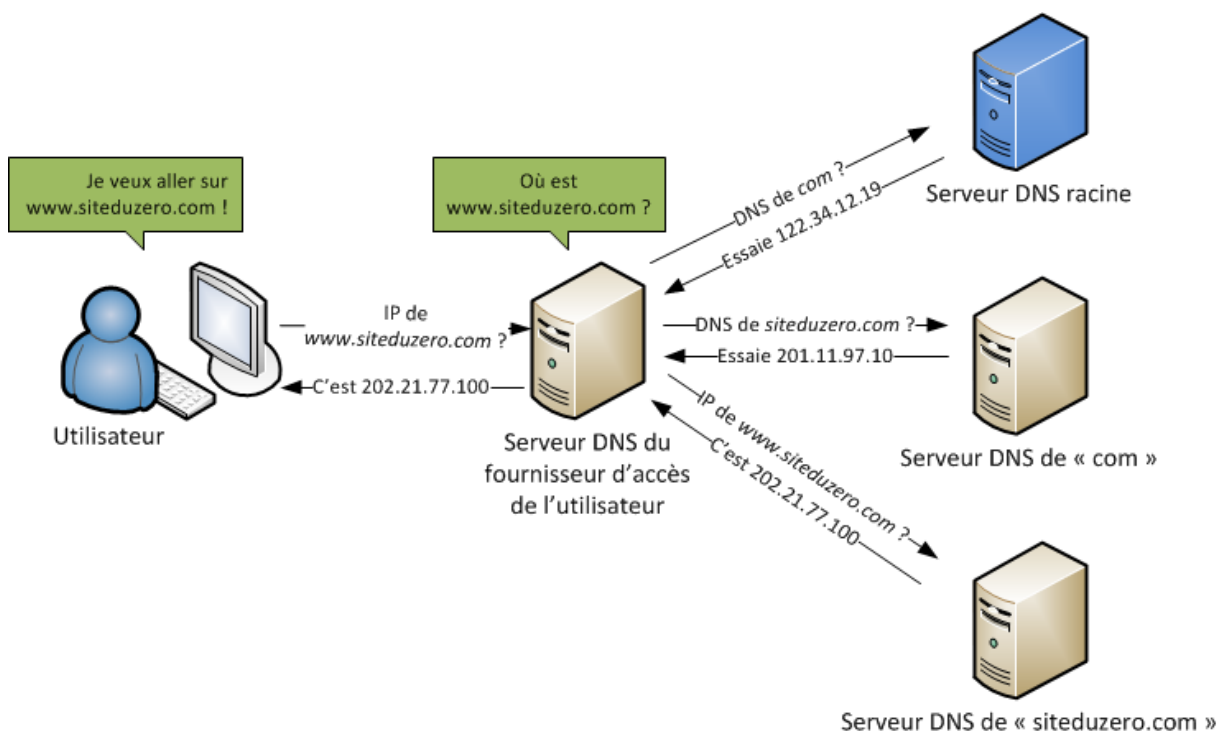 Je veux aller sur
www.siteduzero.com !
Où est
www.siteduzero.com ?
DNS de com ?
Essaie 122.34.12.19
Serveur DNS racine
IP de
www.siteduzero.com ?
C'est 202.21.77.100
DNS de siteduzero.com ?
Essaie 201.11.97.10
Utilisateur
Serveur DNS du
fournisseur d'accès
de l'utilisateur
Serveur DNS de « com »
IP de www.siteduzero.com ?
C'est 202.21.77.100
Serveur DNS de « siteduzero.com »